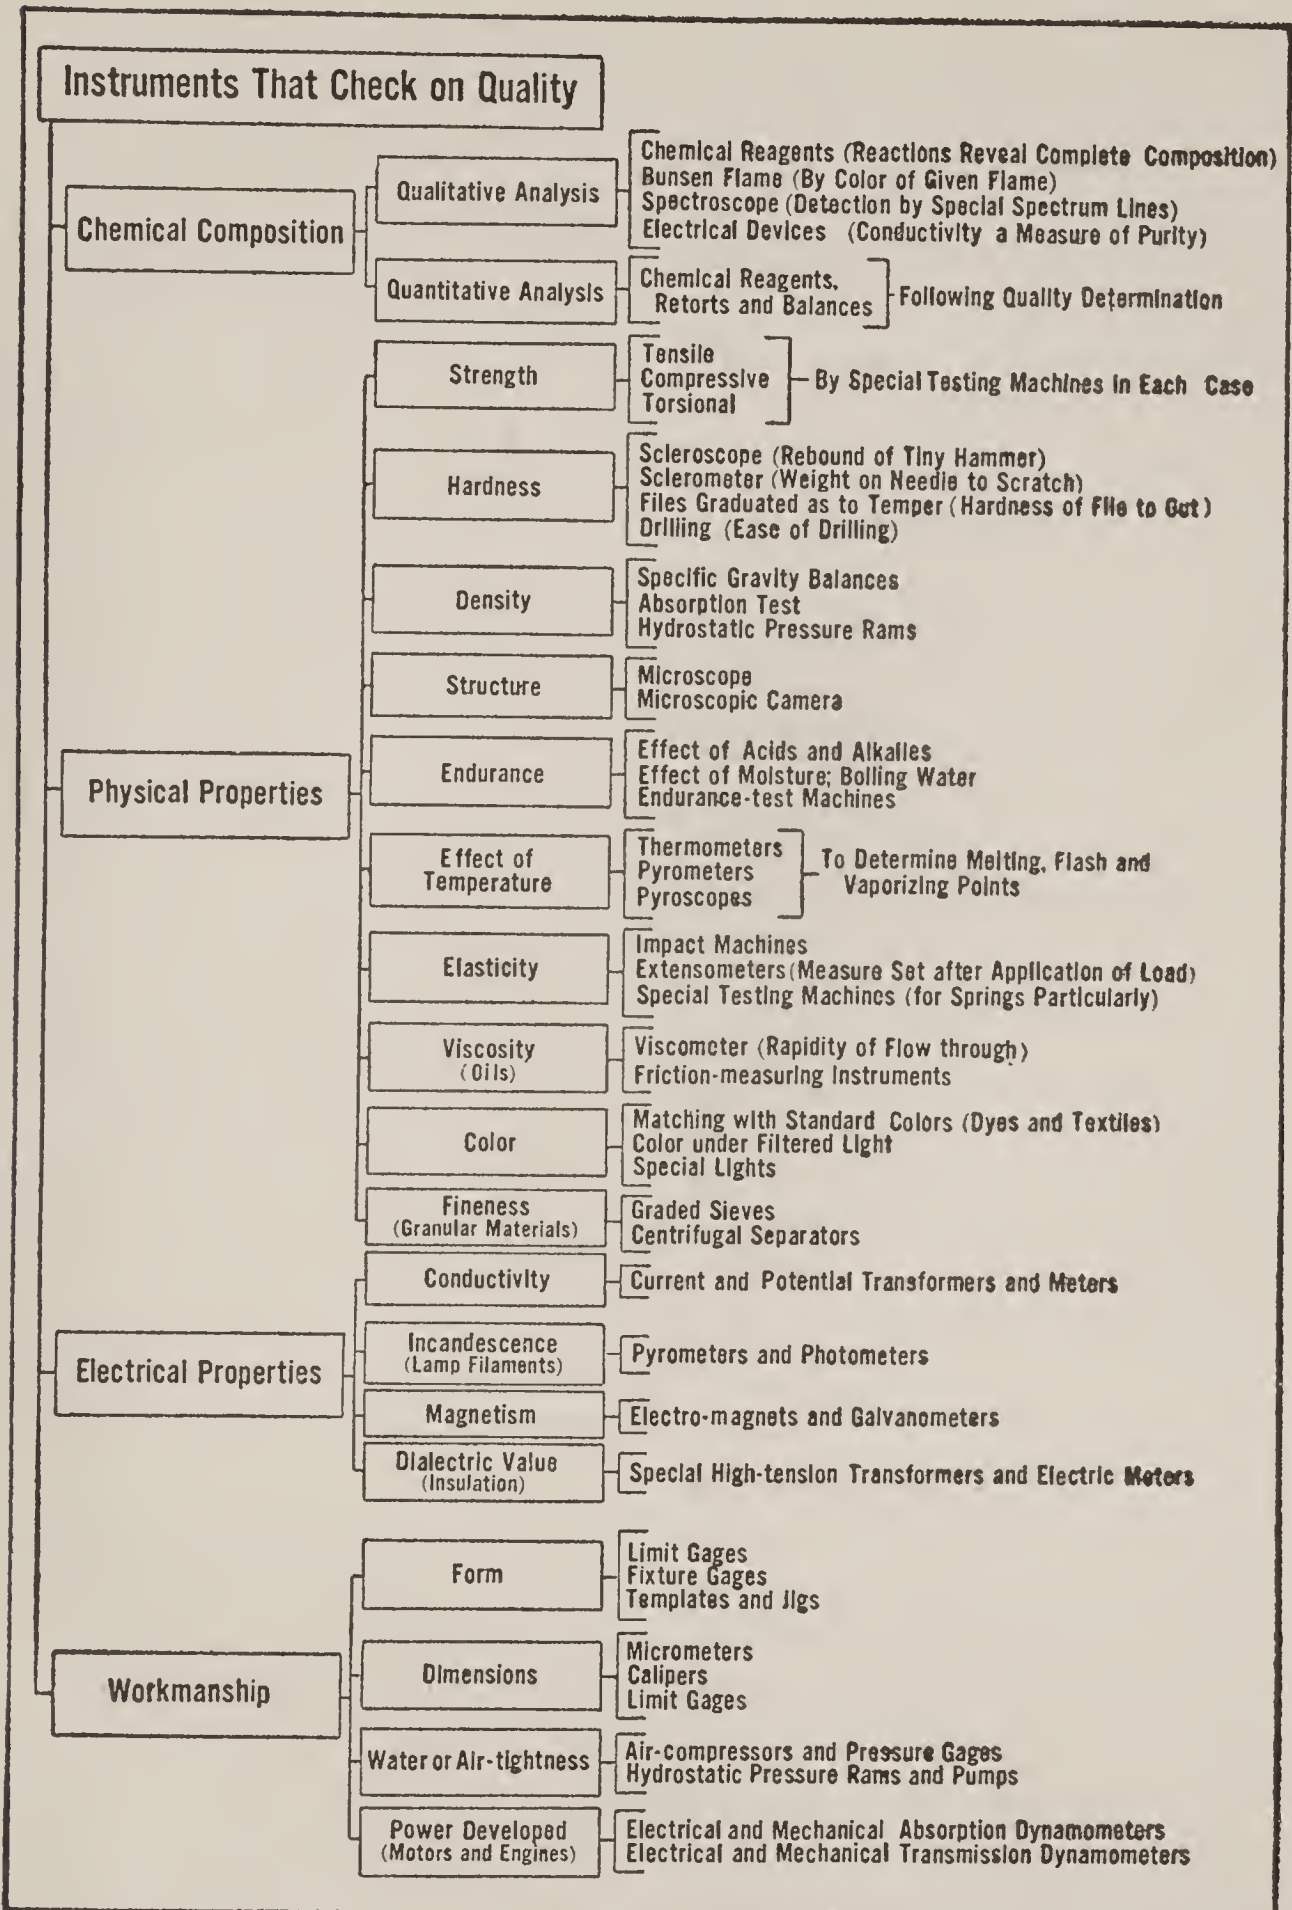 Instruments That Check on Quality
Chemical Composition
Qualitative Analysis
Chemical Reagents (Reactions Reveal Complete Composition)
Bunsen Flame (By Color of Given Flame)
Spectroscope (Detection by Special Spectrum Lines)
Electrical Devices (Conductivity a Measure of Purity)
Quantitative Analysis
Chemical Reagents,
Retorts and Balances
Following Quality Determination
Physical Properties
Strength
Tensile
Compressive
Torsional
By Special Testing Machines in Each Case
Hardness
Scleroscope (Rebound of Tiny Hammer)
Sclerometer (Weight on Needle to Scratch)
Files Graduated as to Temper (Hardness of File to Cut)
Drilling (Ease of Drilling)
Density
Specific Gravity Balances
Absorption Test
Hydrostatic Pressure Rams
Structure
Microscope
Microscopic Camera
Endurance
Effect of Acids and Alkalies
Effect of Moisture; Boiling Water
Endurance-test Machines
Effect of
Temperature
Thermometers
Pyrometers
Pyroscopes
To Determine Melting, Flash and
Vaporizing Points
Elasticity
Impact Machines
Extensometers (Measure Set after Application of Load)
Special Testing Machines (for Springs Particularly)
Viscosity
(Oils)
Viscometer (Rapidity of Flow through)
Friction-measuring Instruments
Color
Matching with Standard Colors (Dyes and Textiles)
Color under Filtered Light
Special Lights
Fineness
(Granular Materials)
Graded Sieves
Centrifugal Separators
Electrical Properties
Conductivity
Current and Potential Transformers and Meters
Incandescence
(Lamp Filaments)
Pyrometers and Photometers
Magnetism
Electro-magnets and Galvanometers
Dialectric Value
(Insulation)
Special High-tension Transformers and Electric Meters
Workmanship
Form
Limit Gages
Fixture Gages
Templates and Jigs
Dimensions
Micrometers
Calipers
Limit Gages
Water or Air-tightness
Air-compressors and Pressure Gages
Hydrostatic Pressure Rams and Pumps
Power Developed
(Motors and Engines)
Electrical and Mechanical Absorption Dynamometers
Electrical and Mechanical Transmission Dynamometers